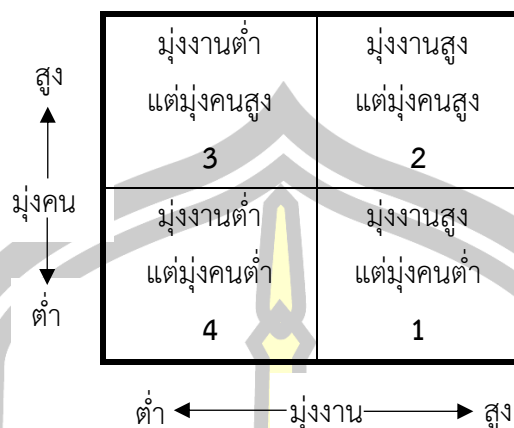 มุ่งงานต่ำ
แต่มุ่งคนสูง
3
มุ่งงานสูง
แต่มุ่งคนสูง
2
สูง
มุ่งคน
ต่ำ
มุ่งงานต่ำ
แต่มุ่งคนต่ำ
4
มุ่งงานสูง
แต่มุ่งคนต่ำ
1
ต่ำ มุ่งงาน สูง